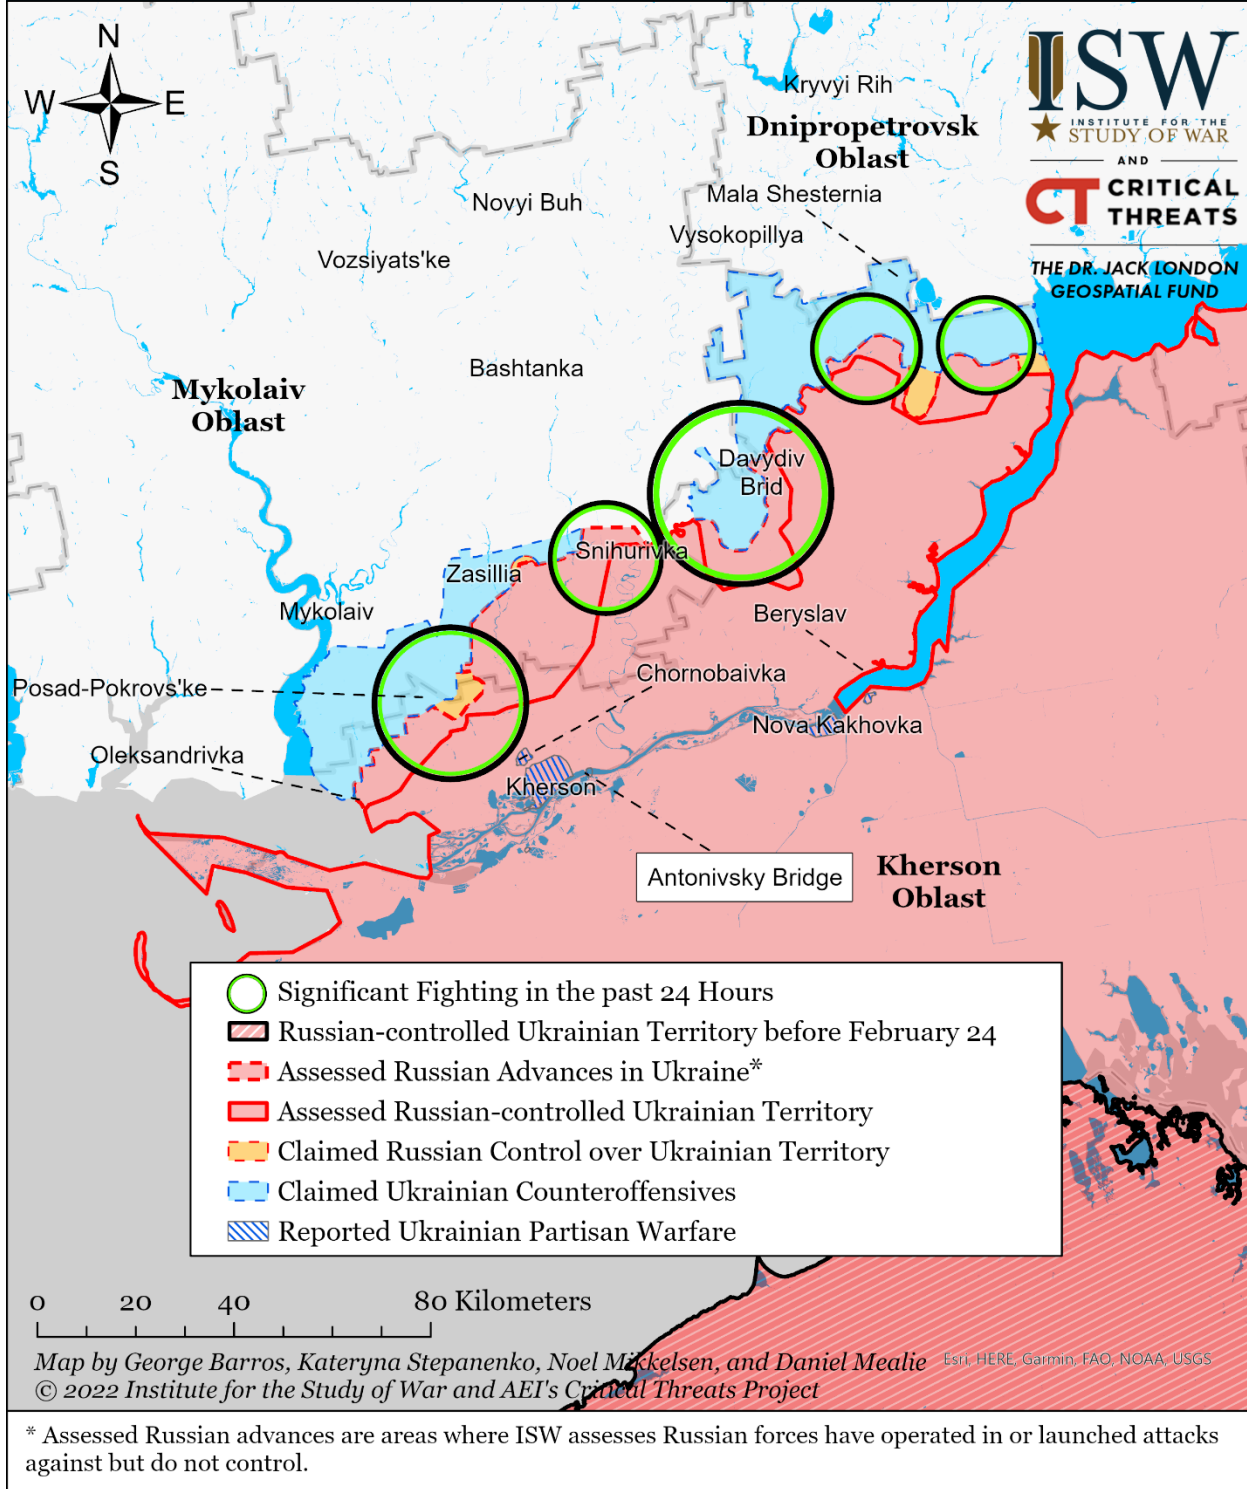 N
W E
S
ISW
INSTITUTE FOR THE
STUDY OF WAR
AND
CT CRITICAL
THREATS
THE DR. JACK LONDON
GEOSPATIAL FUND
Kryvyi Rih
Dnipropetrovsk
Oblast
Mala Shesternia
Novyi Buh
Vysokopillya
Vozsiyats'ke
Bashtanka
Mykolaiv
Oblast
Davydiv
Brid
Snihurivka
Zasillia
Mykolaiv
Beryslav
Chornobaivka
Posad-Pokrovs'ke
Nova Kakhovka
Oleksandrivka
Kherson
Antonivsky Bridge
Kherson
Oblast
Significant Fighting in the past 24 Hours
Russian-controlled Ukrainian Territory before February 24
Assessed Russian Advances in Ukraine*
Assessed Russian-controlled Ukrainian Territory
Claimed Russian Control over Ukrainian Territory
Claimed Ukrainian Counteroffensives
Reported Ukrainian Partisan Warfare
0 20 40 80 Kilometers
Map by George Barros, Kateryna Stepanenko, Noel Mikkelsen, and Daniel Mealie
Esri, HERE, Garmin, FAO, NOAA, USGS
© 2022 Institute for the Study of War and AEI's Critical Threats Project
* Assessed Russian advances are areas where ISW assesses Russian forces have operated in or launched attacks
against but do not control.